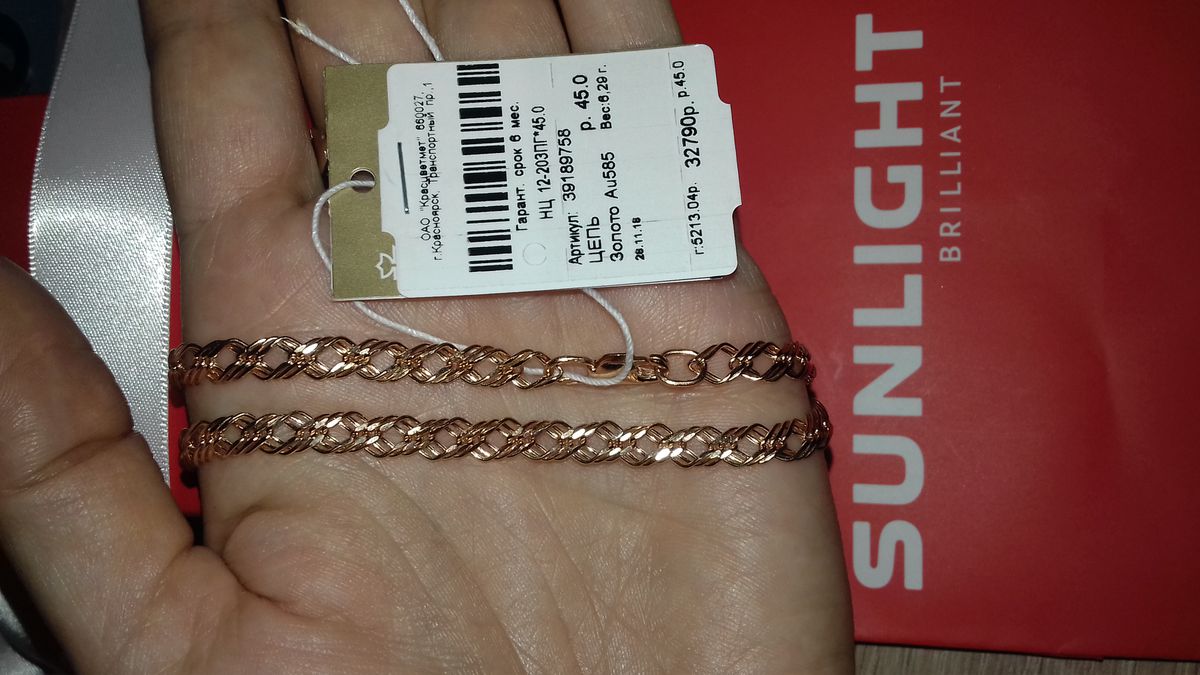 ОАО "Красцветмет" 660027,
г.Красноярск, Транспортный пр.,1
Гарант. срок 6 мес.
НЦ 12-203ПГ*45.0
Артикул: 39189758
ЦЕПЬ р. 45.0
Золото Au585 Вес:6,29 г.
28.11.18
г:5213.04р. 32790р. р.45.0
SUNLIGHT
BRILLIANT